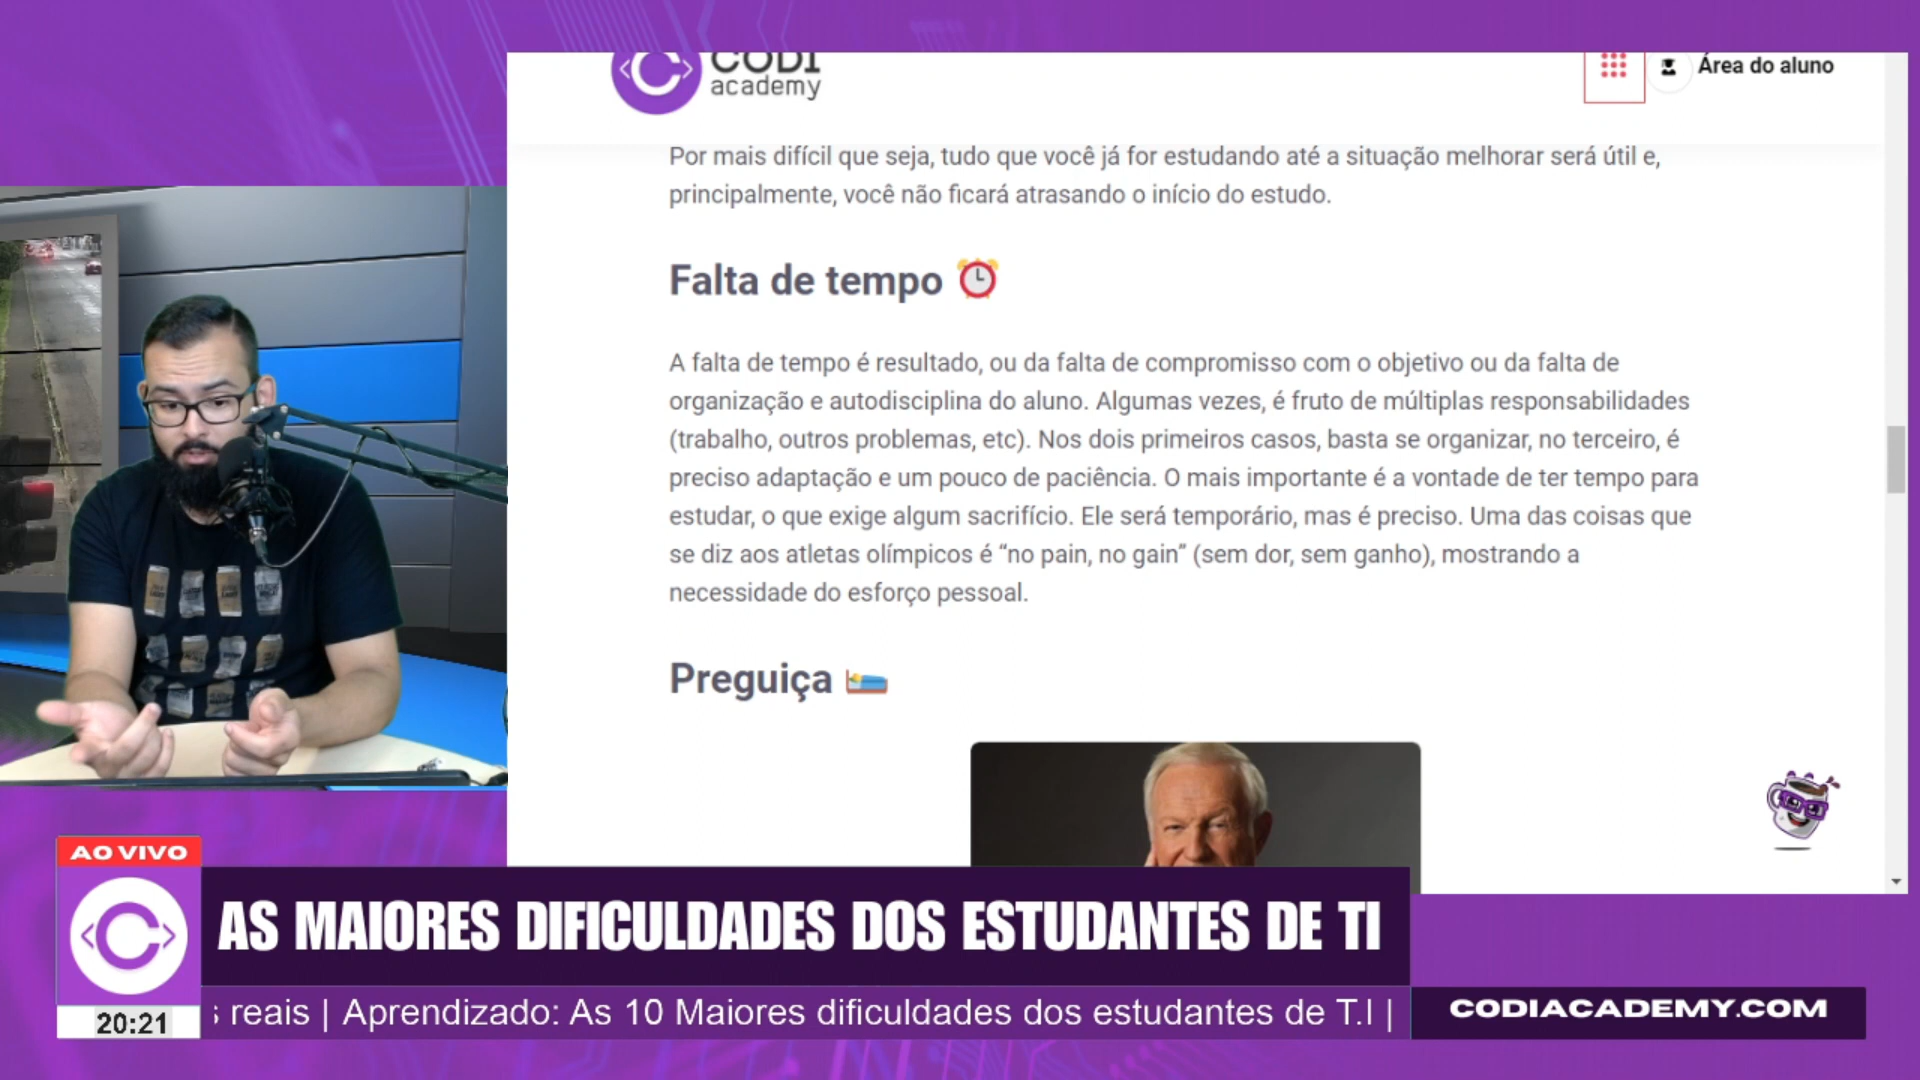 CODI
academy
Área do aluno
Por mais difícil que seja, tudo que você já for estudando até a situação melhorar será útil e,
principalmente, você não ficará atrasando o início do estudo.
Falta de tempo
A falta de tempo é resultado, ou da falta de compromisso com o objetivo ou da falta de
organização e autodisciplina do aluno. Algumas vezes, é fruto de múltiplas responsabilidades
(trabalho, outros problemas, etc). Nos dois primeiros casos, basta se organizar, no terceiro, é
preciso adaptação e um pouco de paciência. O mais importante é a vontade de ter tempo para
estudar, o que exige algum sacrifício. Ele será temporário, mas é preciso. Uma das coisas que
se diz aos atletas olímpicos é “no pain, no gain” (sem dor, sem ganho), mostrando a
necessidade do esforço pessoal.
Preguiça
AO VIVO
AS MAIORES DIFICULDADES DOS ESTUDANTES DE TI
20:21
reais | Aprendizado: As 10 Maiores dificuldades dos estudantes de T.I |
CODIACADEMY.COM